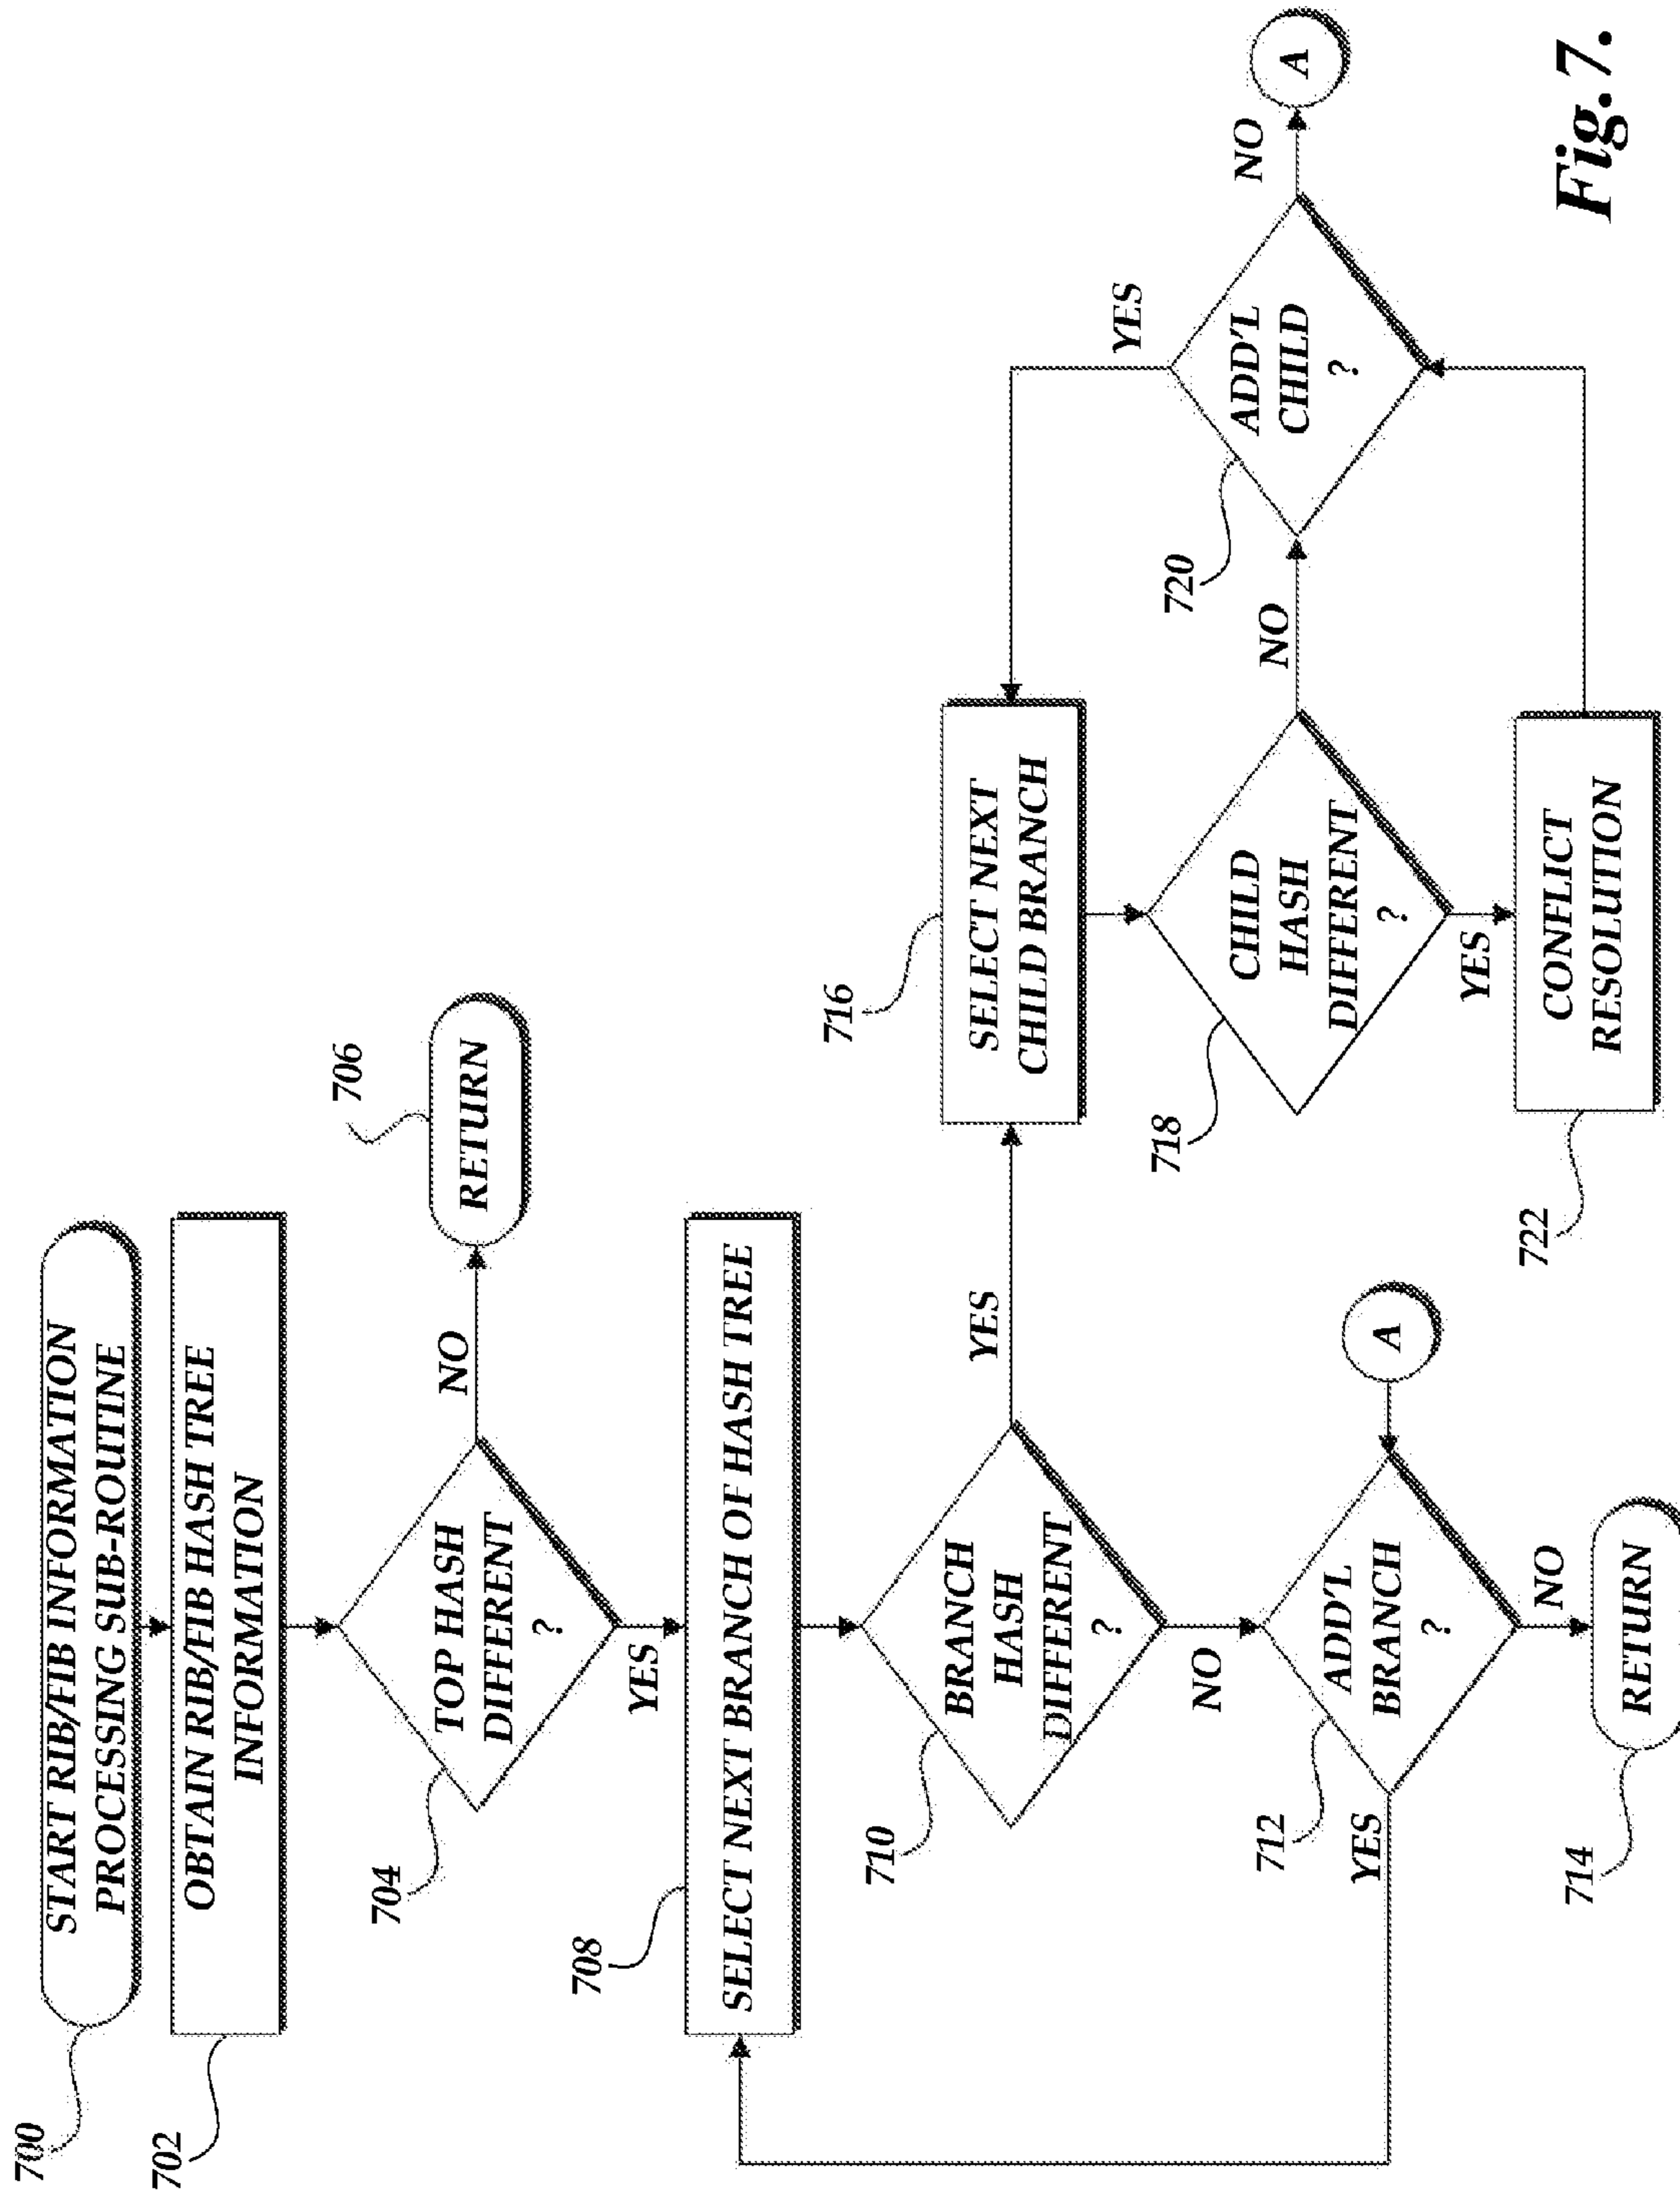 700
START RIB/FIB INFORMATION
PROCESSING SUB-ROUTINE
702
OBTAIN RIB/FIB HASH TREE
INFORMATION
704
TOP HASH
DIFFERENT
?
NO
706
RETURN
YES
708
SELECT NEXT BRANCH OF HASH TREE
710
BRANCH
HASH
DIFFERENT
?
YES
NO
712
ADD'L
BRANCH
?
A
YES
NO
714
RETURN
716
SELECT NEXT
CHILD BRANCH
718
CHILD
HASH
DIFFERENT
?
NO
YES
720
ADD'L
CHILD
?
YES
NO
A
722
CONFLICT
RESOLUTION
Fig. 7.